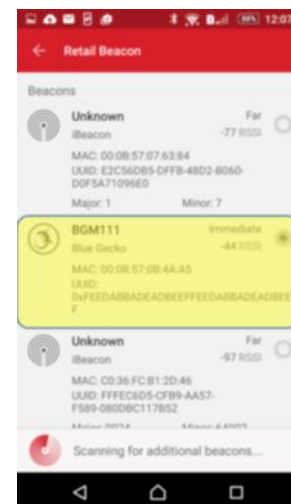 12:07
Retail Beacon
Beacons
Unknown Far
iBeacon -77 RSSI
MAC: 00:0B:57:07:63:84
UUID: E2C56DB5-DFFB-48D2-B060-
D0F5A71096E0
Major: 1 Minor: 7
BGM111 Immediate
Blue Gecko -44 RSSI
MAC: 00:0B:57:0B:4A:A5
UUID:
0xFEEDABBADEADBEEFFEEDABBADEADBEE
F
Unknown Far
iBeacon -97 RSSI
MAC: C0:36:FC:B1:2D:46
UUID: FFFEC6D5-CFB9-AA57-
F589-080DBC117B52
Scanning for additional beacons...